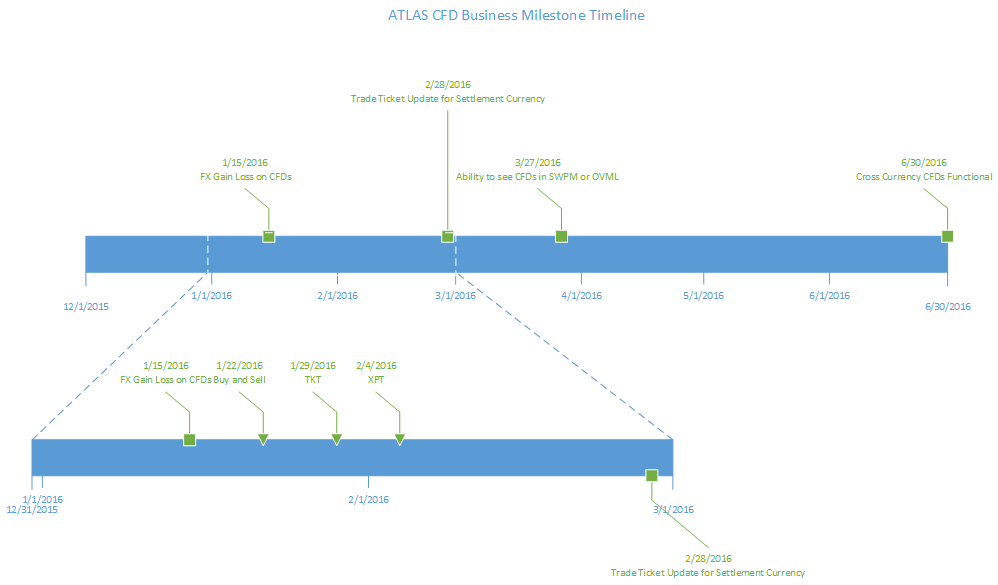 ATLAS CFD Business Milestone Timeline
2/28/2016
Trade Ticket Update for Settlement Currency
1/15/2016
FX Gain Loss on CFDs
3/27/2016
Ability to see CFDs in SWPM or OVML
6/30/2016
Cross Currency CFDs Functional
12/1/2015
1/1/2016
2/1/2016
3/1/2016
4/1/2016
5/1/2016
6/1/2016
6/30/2016
1/15/2016
FX Gain Loss on CFDs
1/22/2016
Buy and Sell
1/29/2016
TKT
2/4/2016
XPT
1/1/2016
12/31/2015
2/1/2016
3/1/2016
2/28/2016
Trade Ticket Update for Settlement Currency